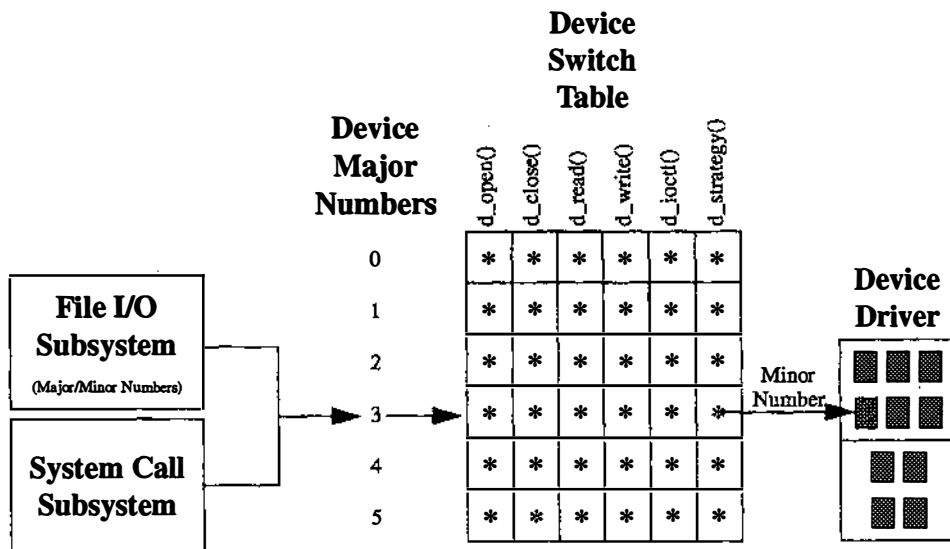 Device
Switch
Table
Device
Major
Numbers
d_open()
d_close()
d_read()
d_write()
d_ioctl()
d_strategy()
0 * * * * * *
1 * * * * * *
2 * * * * * *
3 * * * * * *
4 * * * * * *
5 * * * * * *
File I/O
Subsystem
(Major/Minor Numbers)
System Call
Subsystem
Minor
Number
Device
Driver